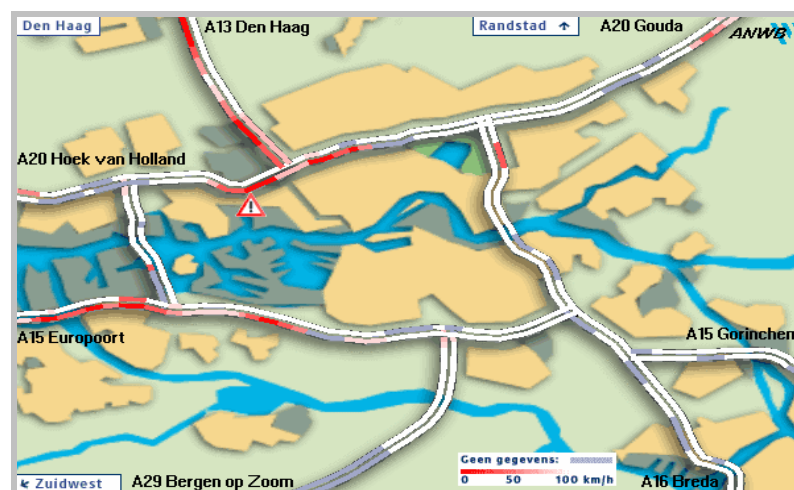 Den Haag
A13 Den Haag
Randstad
A20 Gouda
ANWB
A20 Hoek van Holland
A15 Europoort
A15 Gorinchem
Geen gegevens:
0 50 100 km/h
Zuidwest
A29 Bergen op Zoom
A16 Breda